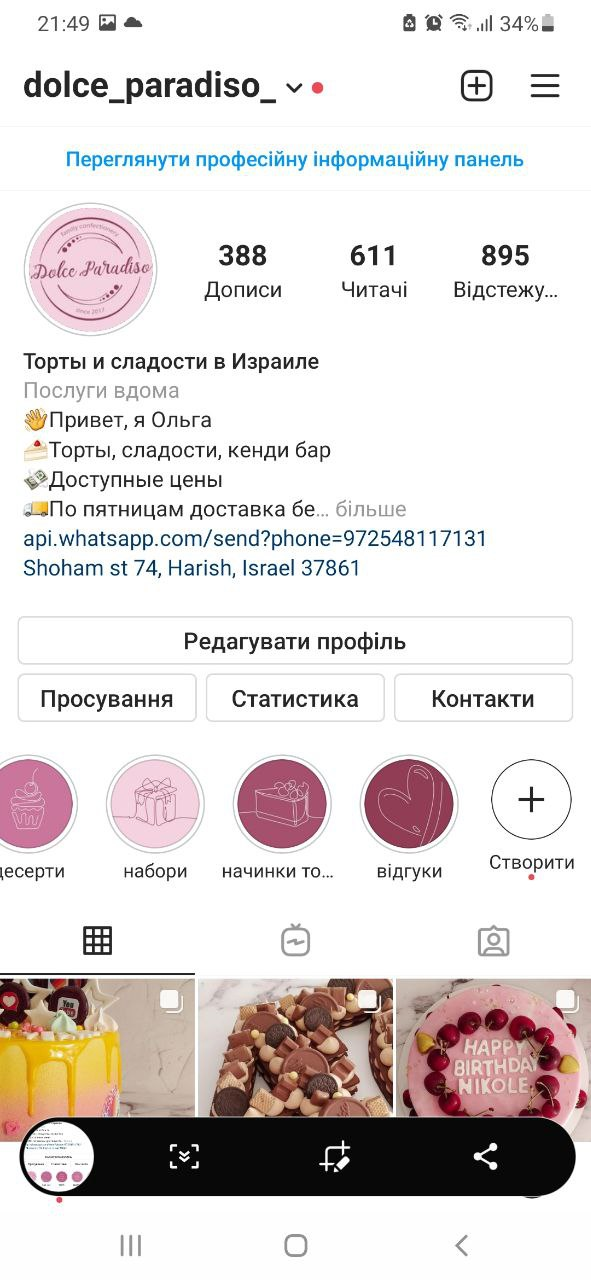 21:49
34%
dolce_paradiso_
Переглянути професійну інформаційну панель
family confectionery
Dolce Paradiso
since 2017
388
611
895
Дописи
Читачі
Відстежу...
Торты и сладости в Израиле
Послуги вдома
👋Привет, я Ольга
🍰Торты, сладости, кенди бар
💸Доступные цены
🚚По пятницам доставка бе... більше
api.whatsapp.com/send?phone=972548117131
Shoham st 74, Harish, Israel 37861
Редагувати профіль
Просування
Статистика
Контакти
десерти
набори
начинки то...
відгуки
Створити
HAPPY
BIRTHDAY
NIKOLE